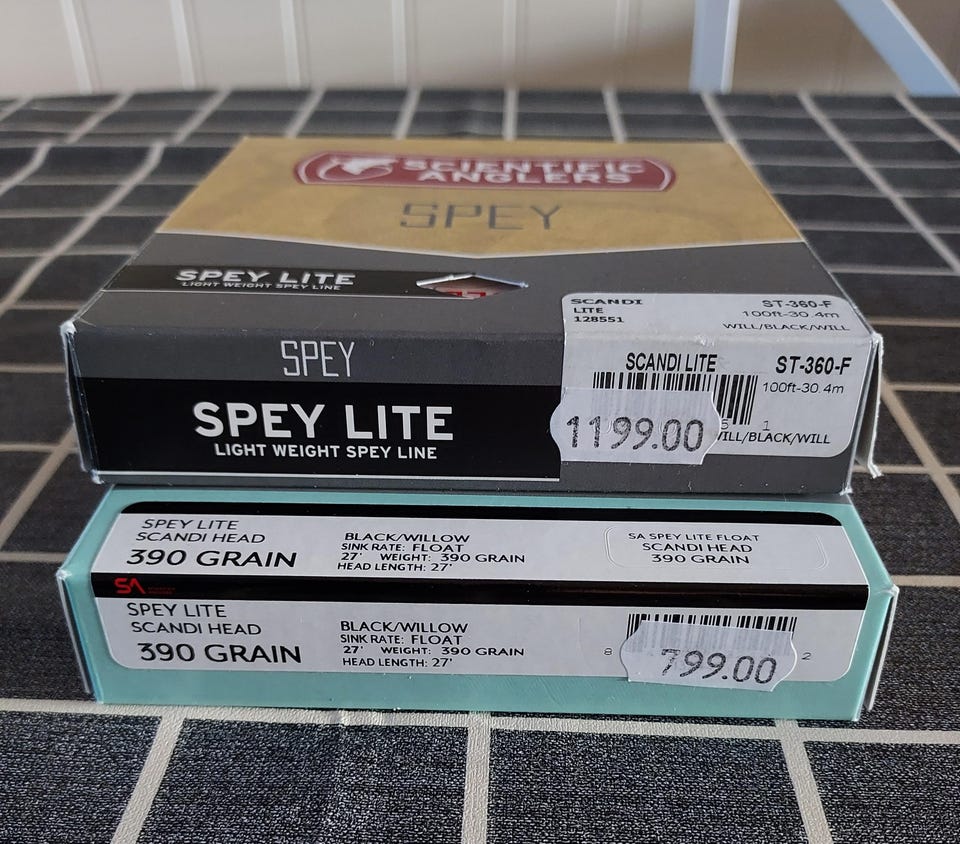 SCIENTIFIC
ANGLERS
SPEY
SPEY LITE
LIGHT WEIGHT SPEY LINE
SCANDI
LITE
128551
ST-360-F
100ft-30.4m
WILL/BLACK/WILL
SPEY
SPEY LITE
LIGHT WEIGHT SPEY LINE
SCANDI LITE
ST-360-F
100ft-30.4m
1199.00
1
WILL/BLACK/WILL
SPEY LITE
SCANDI HEAD
390 GRAIN
BLACK/WILLOW
SINK RATE: FLOAT
27' WEIGHT: 390 GRAIN
HEAD LENGTH: 27'
SA SPEY LITE FLOAT
SCANDI HEAD
390 GRAIN
SA
SPEY LITE
SCANDI HEAD
390 GRAIN
BLACK/WILLOW
SINK RATE: FLOAT
27' WEIGHT: 390 GRAIN
HEAD LENGTH: 27'
8 2
799.00